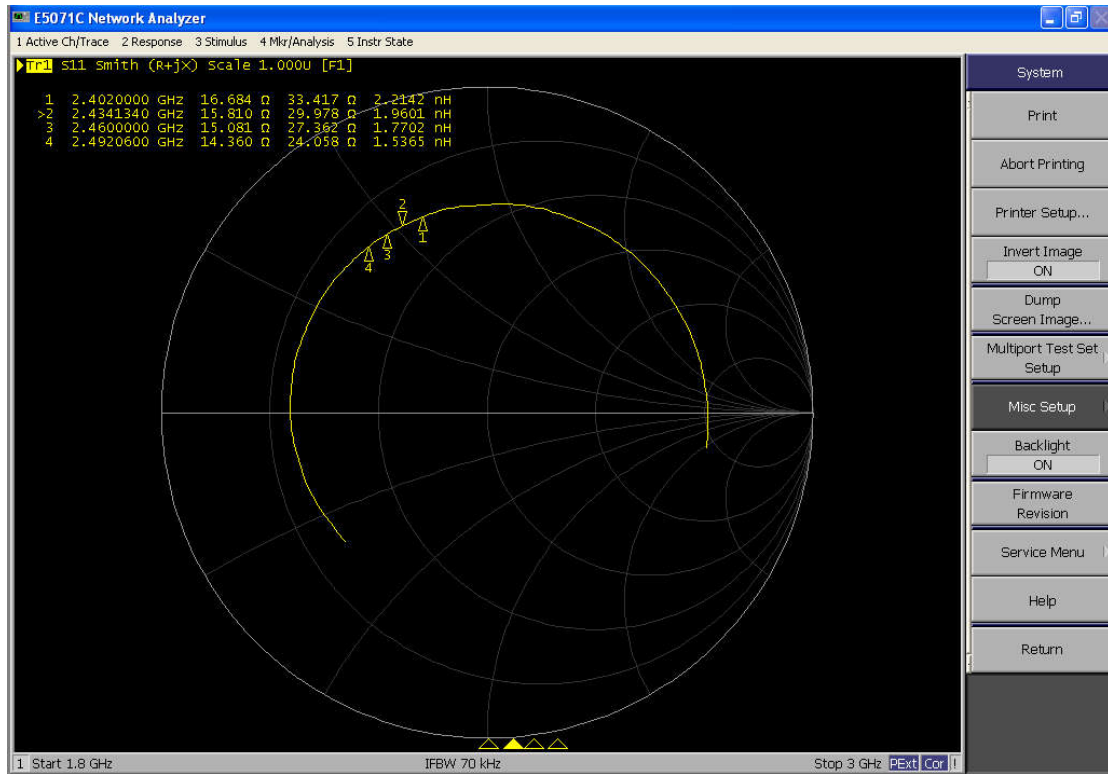 E5071C Network Analyzer
1 Active Ch/Trace 2 Response 3 Stimulus 4 Mkr/Analysis 5 Instr State
Tr1 S11 Smith (R+jX) Scale 1.000U [F1]
1 2.4020000 GHz 16.684 Ω 33.417 Ω 2.2142 nH
>2 2.4341340 GHz 15.810 Ω 29.978 Ω 1.9601 nH
3 2.4600000 GHz 15.081 Ω 27.362 Ω 1.7702 nH
4 2.4920600 GHz 14.360 Ω 24.058 Ω 1.5365 nH
2
1
3
4
System
Print
Abort Printing
Printer Setup...
Invert Image
ON
Dump
Screen Image...
Multiport Test Set
Setup
Misc Setup
Backlight
ON
Firmware
Revision
Service Menu
Help
Return
1 Start 1.8 GHz IFBW 70 kHz Stop 3 GHz PExt Cor !